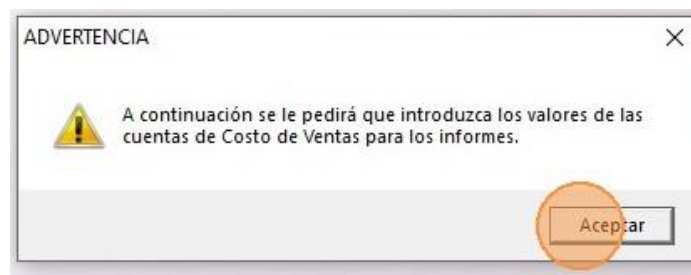 ADVERTENCIA
A continuación se le pedirá que introduzca los valores de las
cuentas de Costo de Ventas para los informes.
Aceptar